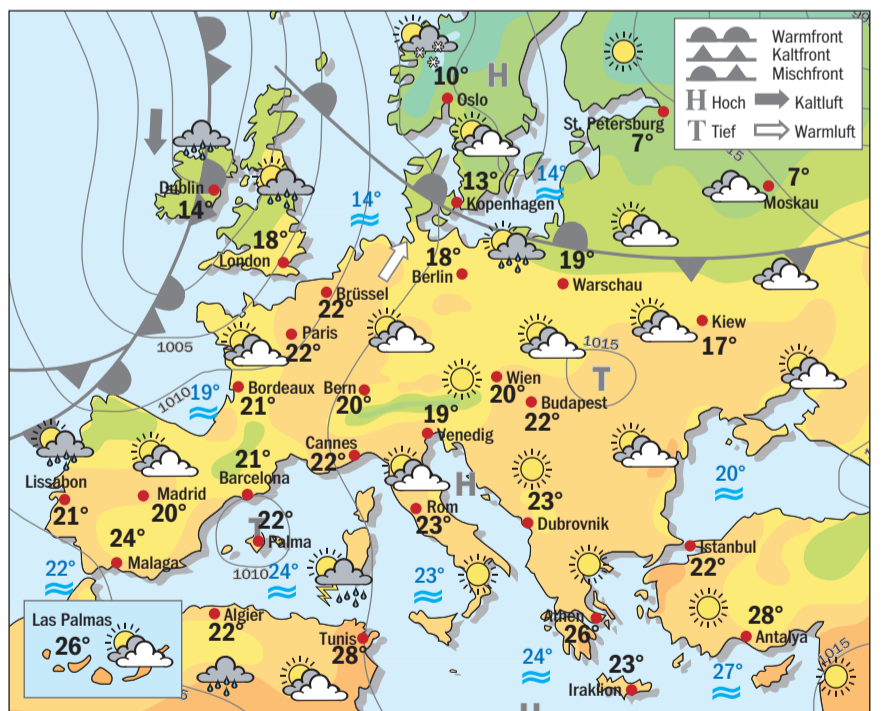 Warmfront
Kaltfront
Mischfront
H Hoch
Kaltluft
T Tief
Warmluft
H
10°
Oslo
St. Petersburg
7°
15
7°
Moskau
Dublin
14°
14°
13°
Kopenhagen
14°
18°
London
18°
Berlin
19°
Warschau
Brüssel
22°
Paris
22°
Kiew
17°
1005
1010
1015
T
19°
Bordeaux
21°
Bern
20°
Wien
20°
Budapest
22°
19°
Venedig
Cannes
22°
Lissabon
21°
Madrid
20°
21°
Barcelona
H
Rom
23°
23°
Dubrovnik
20°
24°
Malaga
T
22°
Palma
1010
22°
24°
23°
Istanbul
22°
Las Palmas
26°
Algier
22°
Tunis
28°
Athen
26°
28°
Antalya
24°
23°
Iraklion
27°
1015